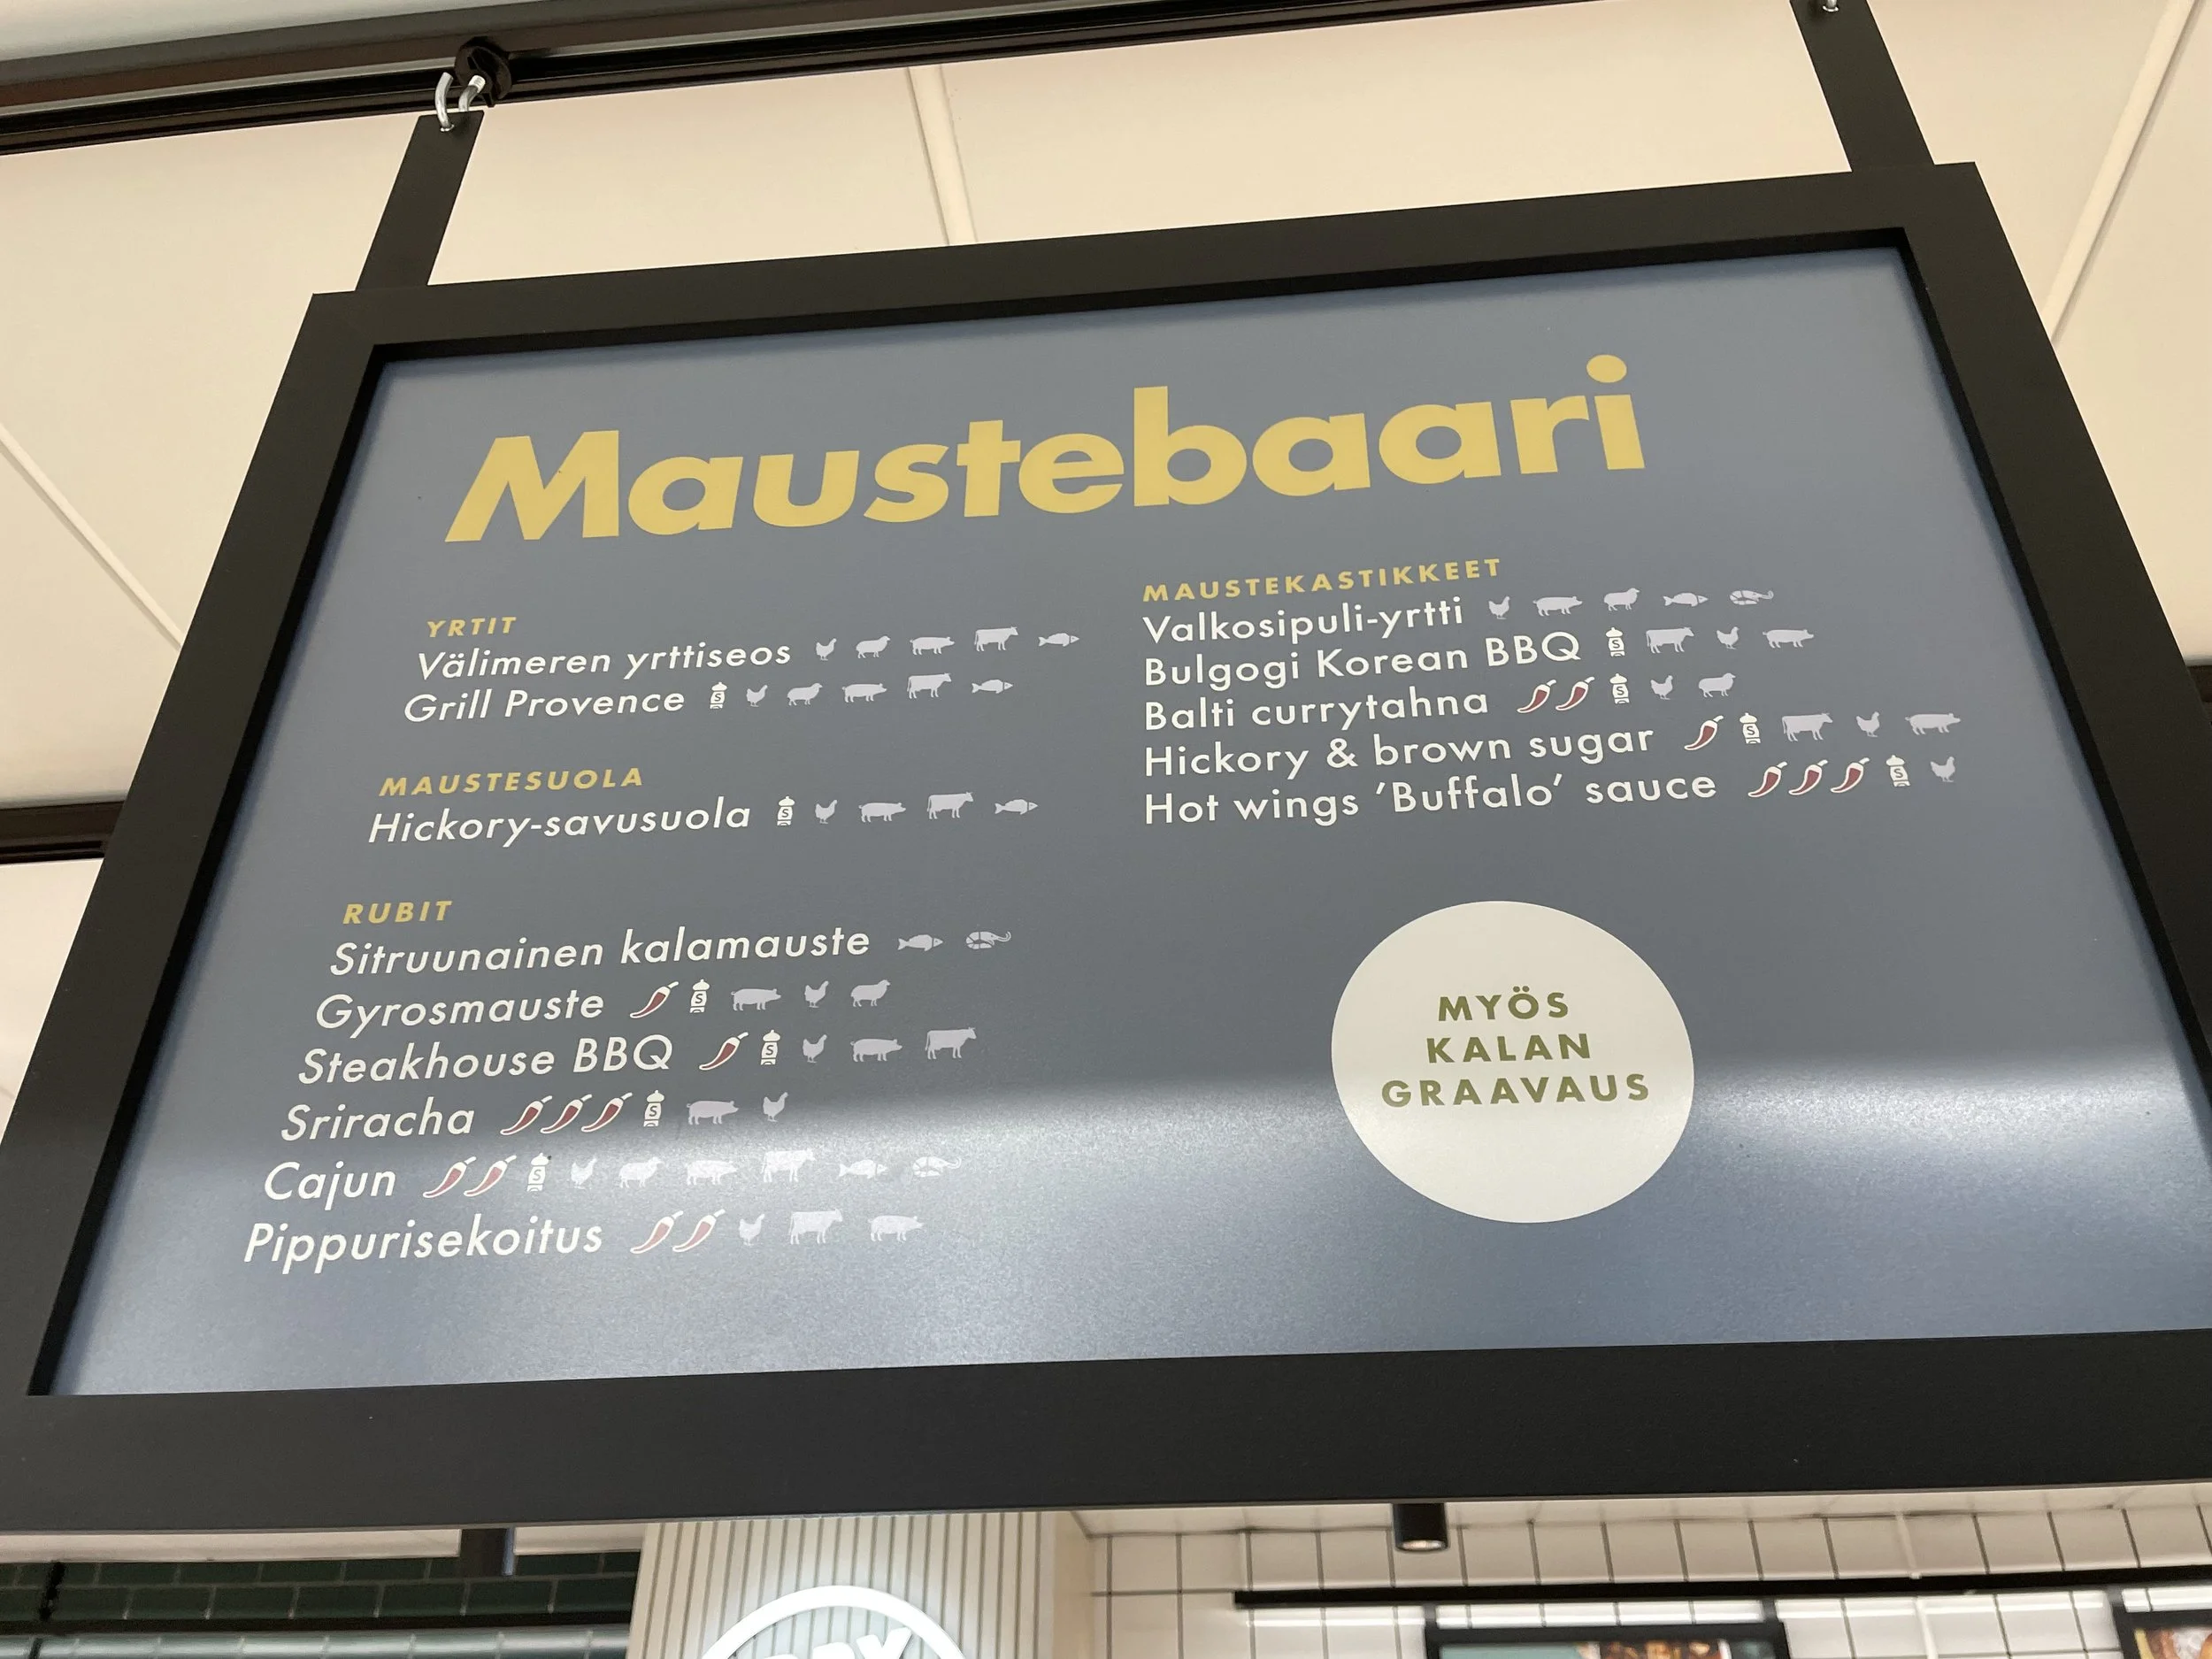 Maustebaari
YRTIT
Välimeren yrttiseos
Grill Provence
MAUSTESUOLA
Hickory-savusuola
RUBIT
Sitruunainen kalamauste
Gyrosmauste
Steakhouse BBQ
Sriracha
Cajun
Pippurisekoitus
MAUSTEKASTIKKEET
Valkosipuli-yrtti
Bulgogi Korean BBQ
Balti currytahna
Hickory & brown sugar
Hot wings ’Buffalo’ sauce
MYÖS
KALAN
GRAAVAUS